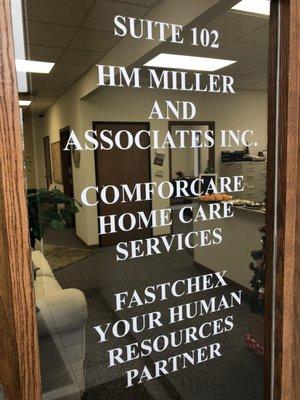 SUITE 102
HM MILLER
AND
ASSOCIATES INC.
COMFORCARE
HOME CARE
SERVICES
FASTCHEX
YOUR HUMAN
RESOURCES
PARTNER